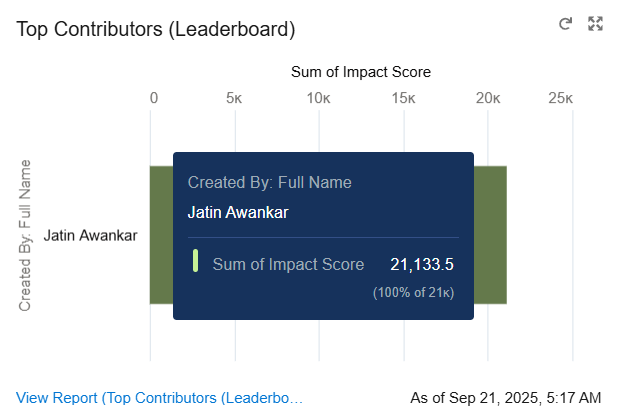 Top Contributors (Leaderboard)
Sum of Impact Score
0 5K 10K 15K 20K 25K
Created By: Full Name
Jatin Awankar
Created By: Full Name
Jatin Awankar
Sum of Impact Score 21,133.5
(100% of 21K)
View Report (Top Contributors (Leaderbo…
As of Sep 21, 2025, 5:17 AM